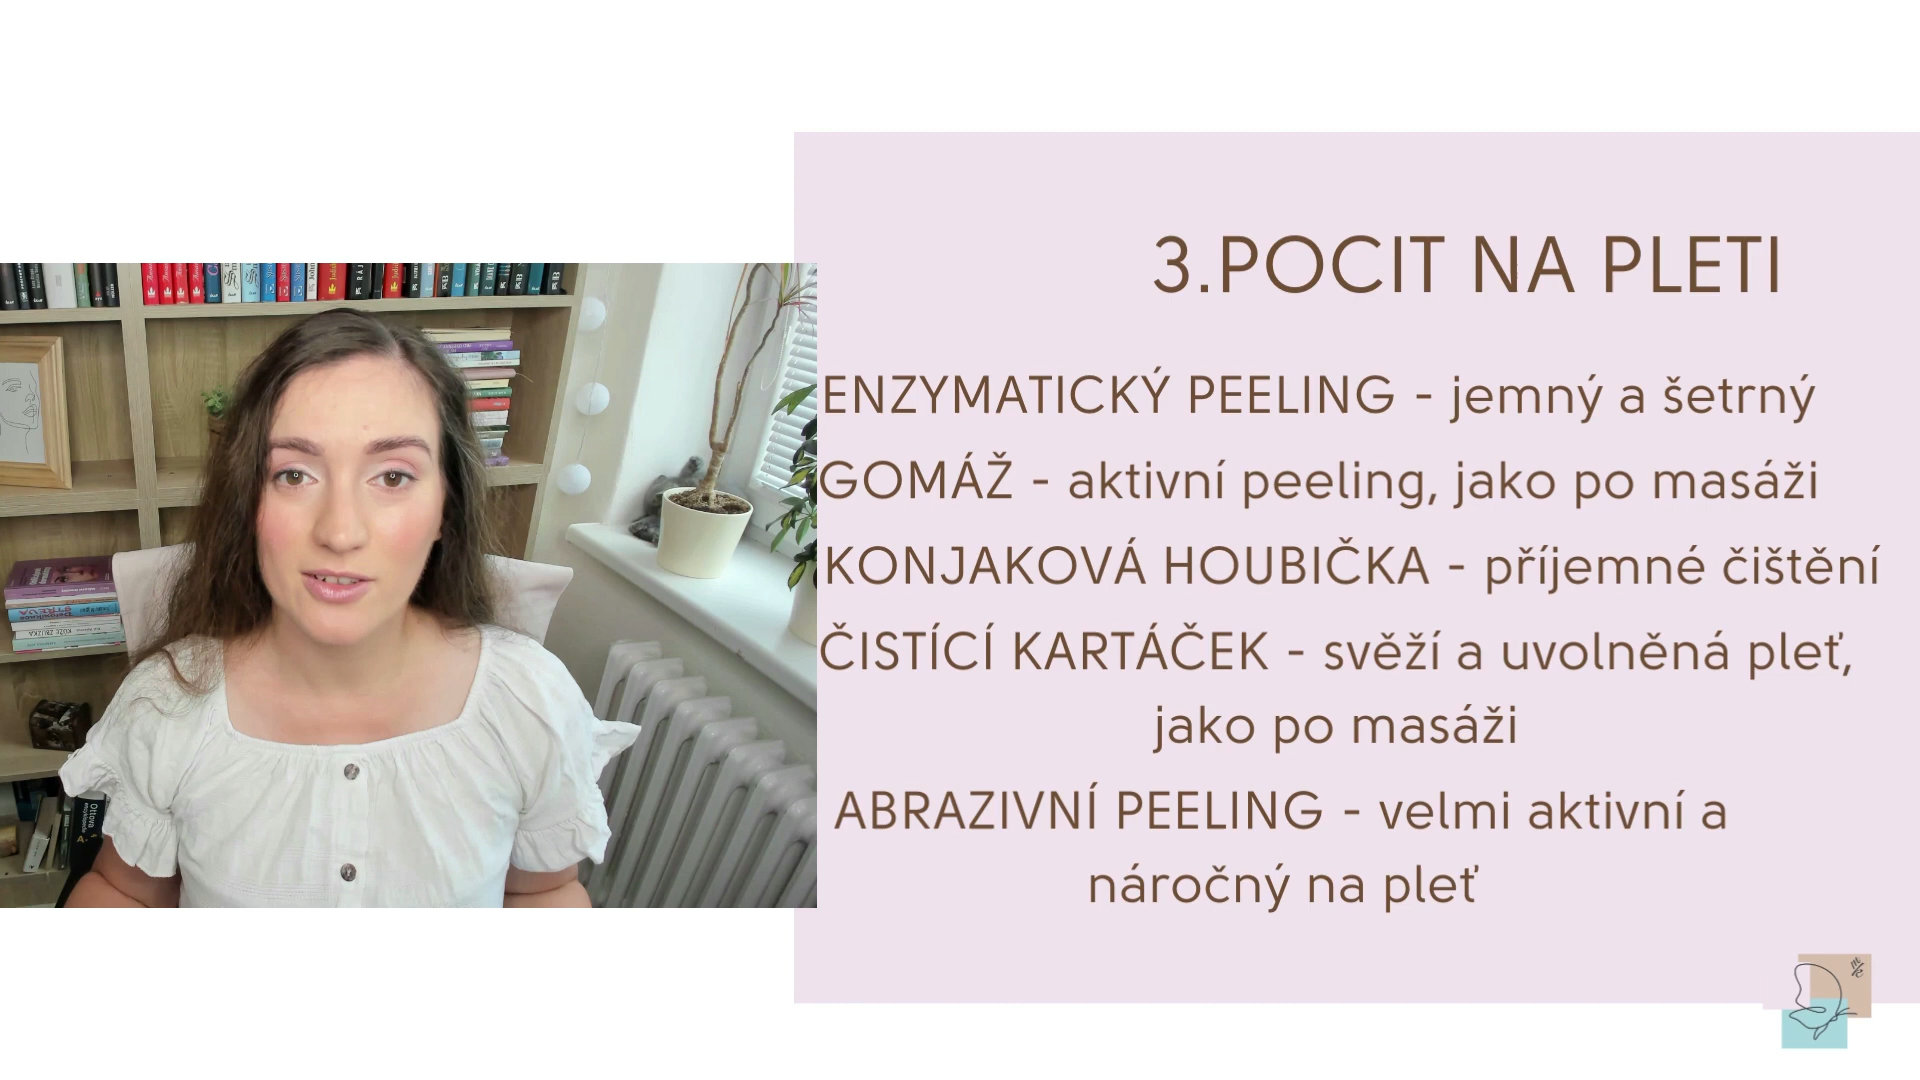 3.POCIT NA PLETI
ENZYMATICKÝ PEELING - jemný a šetrný
GOMÁŽ - aktivní peeling, jako po masáži
KONJAKOVÁ HOUBIČKA - příjemné čištění
ČISTÍCÍ KARTÁČEK - svěží a uvolněná pleť,
jako po masáži
ABRAZIVNÍ PEELING - velmi aktivní a
náročný na pleť